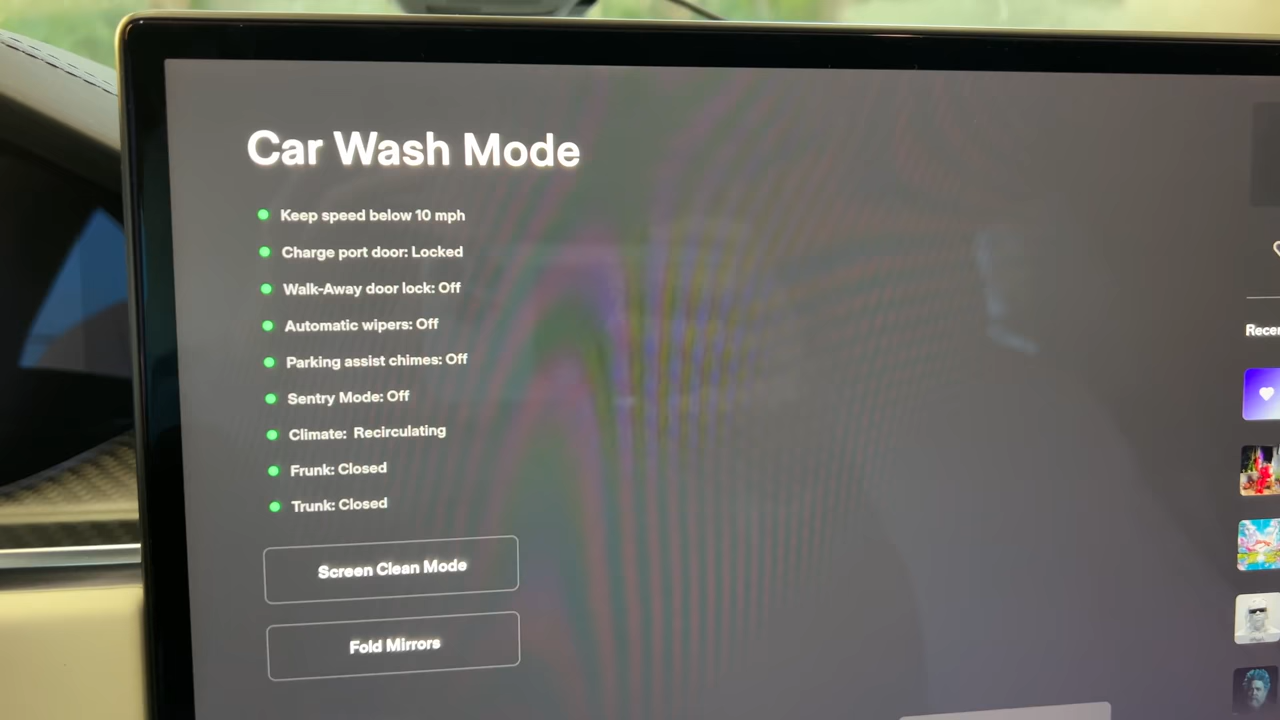 Car Wash Mode
Keep speed below 10 mph
Charge port door: Locked
Walk-Away door lock: Off
Automatic wipers: Off
Parking assist chimes: Off
Sentry Mode: Off
Climate: Recirculating
Frunk: Closed
Trunk: Closed
Screen Clean Mode
Fold Mirrors